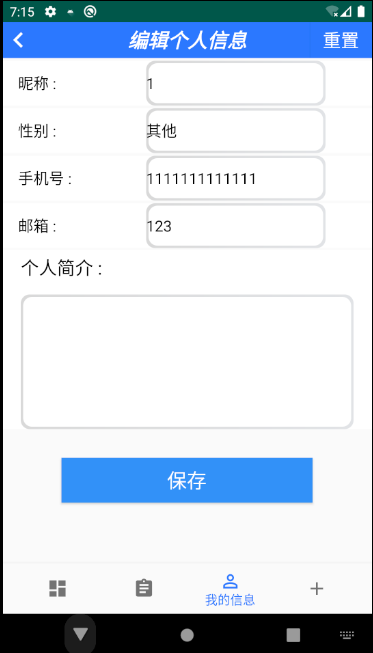 7:15
编辑个人信息 重置
昵称 : 1
性别 : 其他
手机号 : 1111111111111
邮箱 : 123
个人简介 :
保存
我的信息